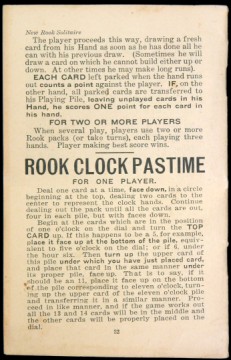 New Rook Solitaire
The player proceeds this way, drawing a fresh
card from his Hand as soon as he has done all he
can with his previous draw. (Sometimes he will
draw a card on which he cannot build either up or
down. At other times he may make long runs).
EACH CARD left parked when the hand runs
out counts a point against the player. IF, on the
other hand, all parked cards are transferred to
his Playing Pile, leaving unplayed cards in his
Hand, he scores ONE point for each card in
his hand.
FOR TWO OR MORE PLAYERS
When several play, players use two or more
Rook packs (or take turns), each playing three
hands. Player making best score wins.
ROOK CLOCK PASTIME
FOR ONE PLAYER.
Deal one card at a time, face down, in a circle
beginning at the top, dealing two cards to the
center to represent the clock hands. Continue
dealing out the pack until all the cards are out,
four in each pile, but with faces down.
Begin at the cards which are in the position
of one o'clock on the dial and turn the TOP
CARD up. If this happens to be a 5, for example,
place it face up at the bottom of the pile, equiv-
alent to five o'clock on the dial; or if 6, under
the hour six. Then turn up the upper card of
this pile under which you have just placed card,
and place that card in the same manner under
its proper pile, face up. That is to say, if it
should be an 11, place it face up on the bottom
of the pile corresponding to eleven o'clock, turn-
ing up the upper card of the eleven o'clock pile
and transferring it in a similar manner. Pro-
ceed in like manner, and if the game works out
all the 13 and 14 cards will be in the middle and
the other cards will be properly placed on the
dial.
12